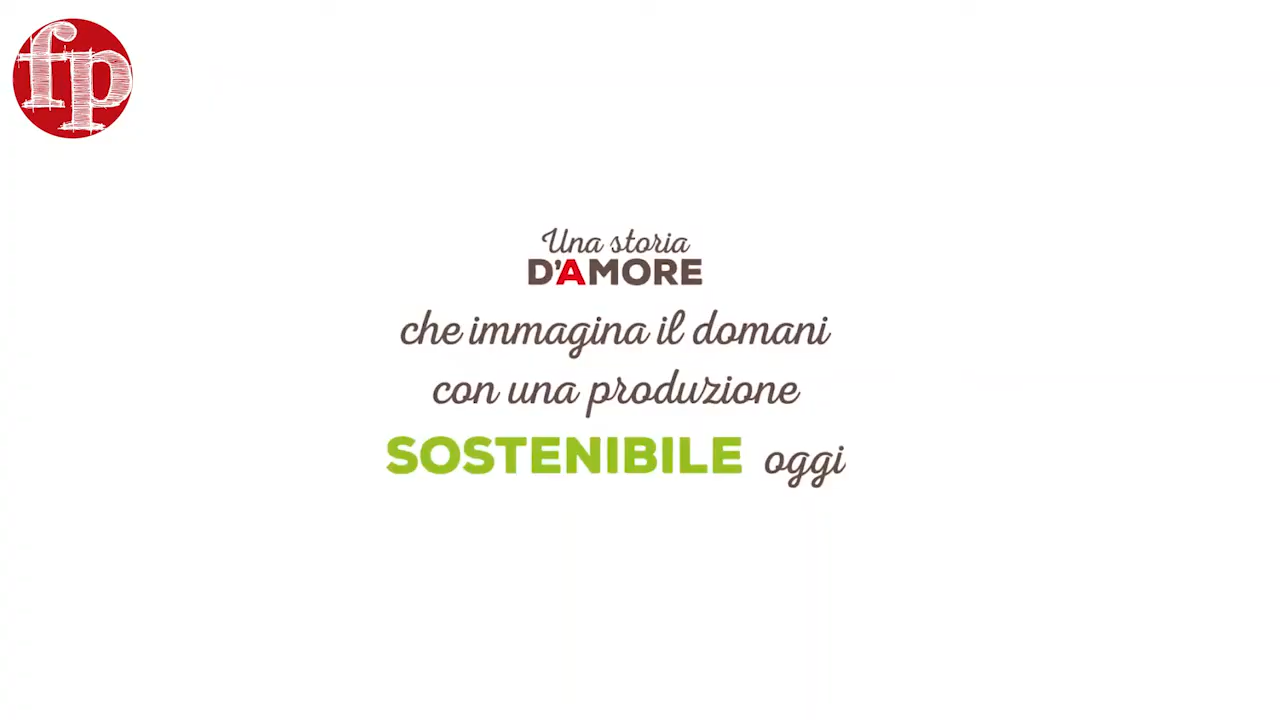 fp
Una storia
D'AMORE
che immagina il domani
con una produzione
SOSTENIBILE oggi